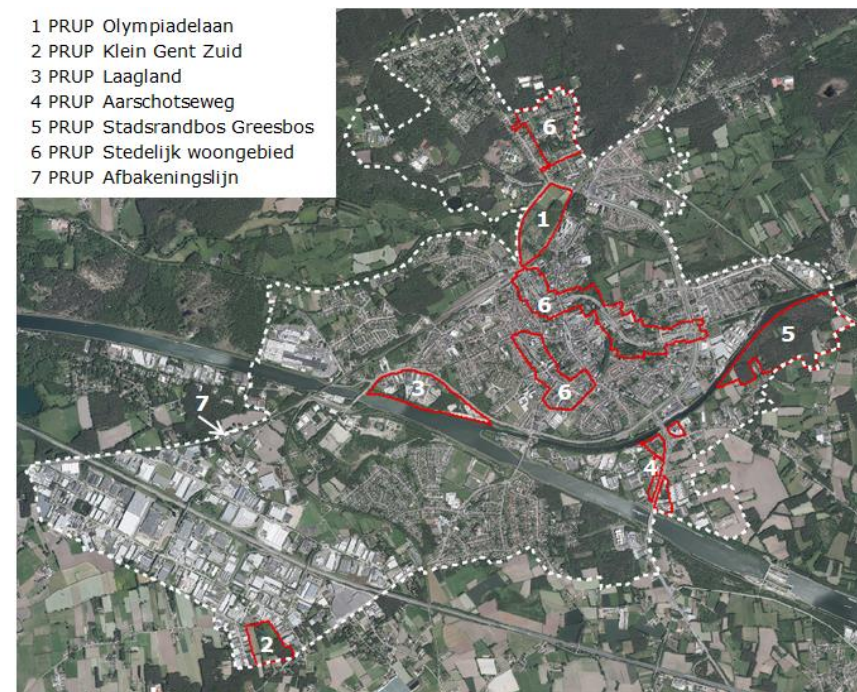 1 PRUP Olympiadelaan
2 PRUP Klein Gent Zuid
3 PRUP Laagland
4 PRUP Aarschotseweg
5 PRUP Stadsrandbos Greesbos
6 PRUP Stedelijk woongebied
7 PRUP Afbakeningslijn
6
1
6
5
3
6
7
4
2